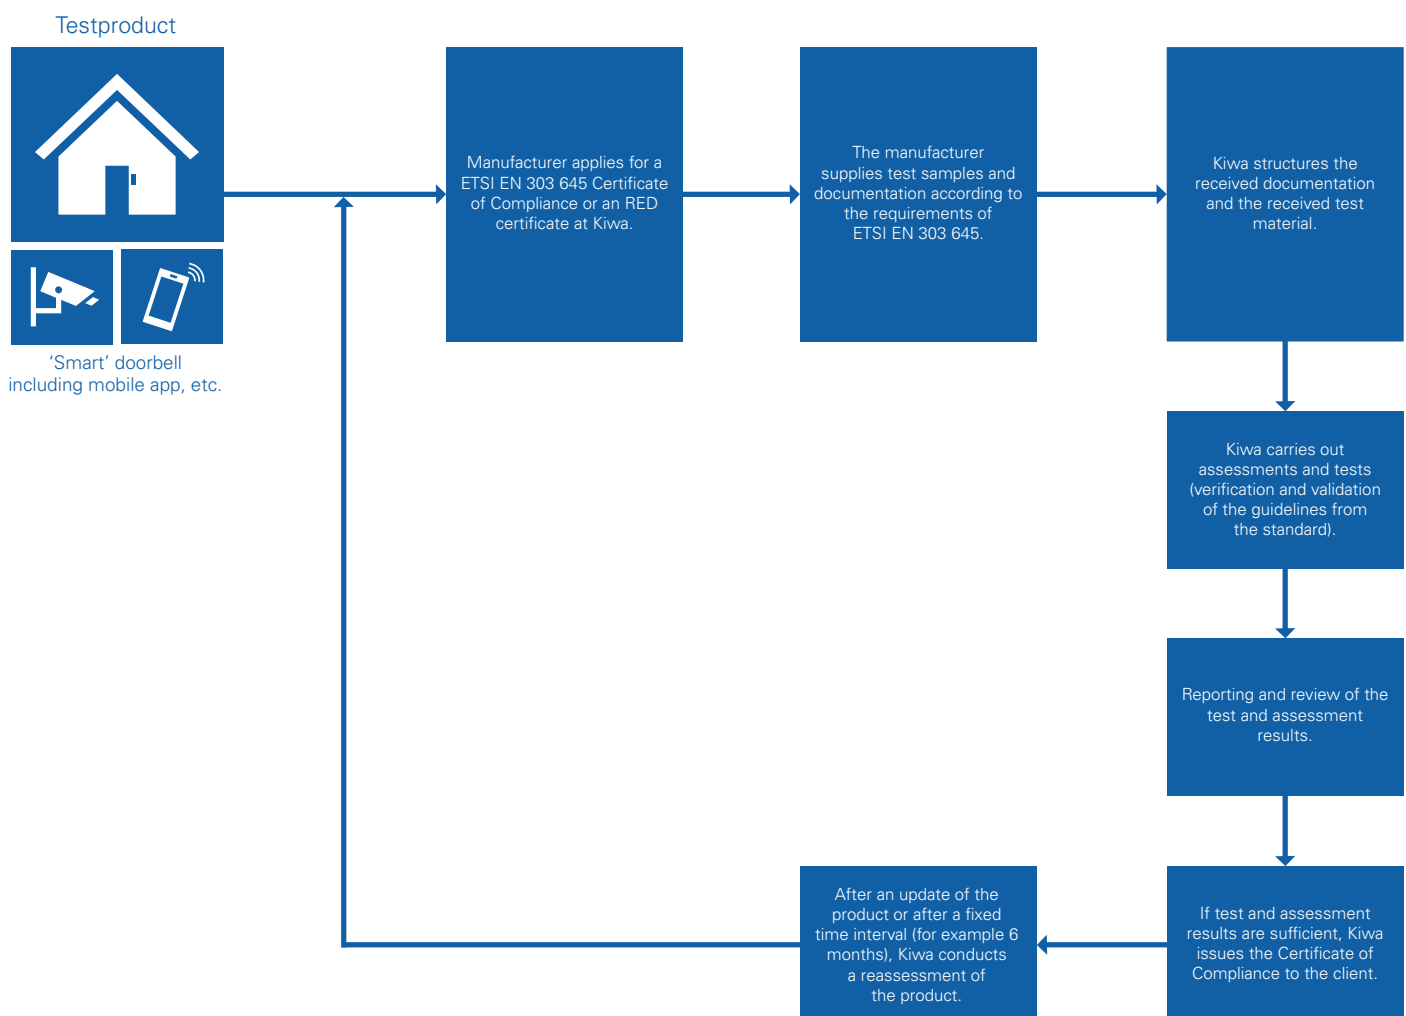 Testproduct
'Smart' doorbell
including mobile app, etc.
Manufacturer applies for a
ETSI EN 303 645 Certificate
of Compliance or an RED
certificate at Kiwa.
The manufacturer
supplies test samples and
documentation according to
the requirements of
ETSI EN 303 645.
Kiwa structures the
received documentation
and the received test
material.
Kiwa carries out
assessments and tests
(verification and validation
of the guidelines from
the standard).
Reporting and review of the
test and assessment
results.
If test and assessment
results are sufficient, Kiwa
issues the Certificate of
Compliance to the client.
After an update of the
product or after a fixed
time interval (for example 6
months), Kiwa conducts
a reassessment of
the product.